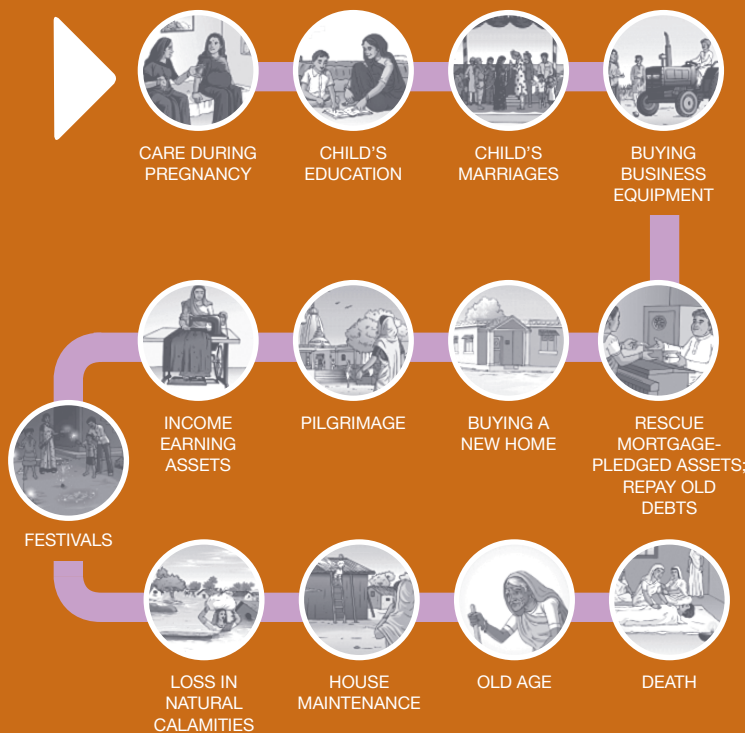 CARE DURING
PREGNANCY
CHILD'S
EDUCATION
CHILD'S
MARRIAGES
BUYING
BUSINESS
EQUIPMENT
RESCUE
MORTGAGE-
PLEDGED ASSETS;
REPAY OLD
DEBTS
BUYING A
NEW HOME
PILGRIMAGE
INCOME
EARNING
ASSETS
FESTIVALS
LOSS IN
NATURAL
CALAMITIES
HOUSE
MAINTENANCE
OLD AGE
DEATH